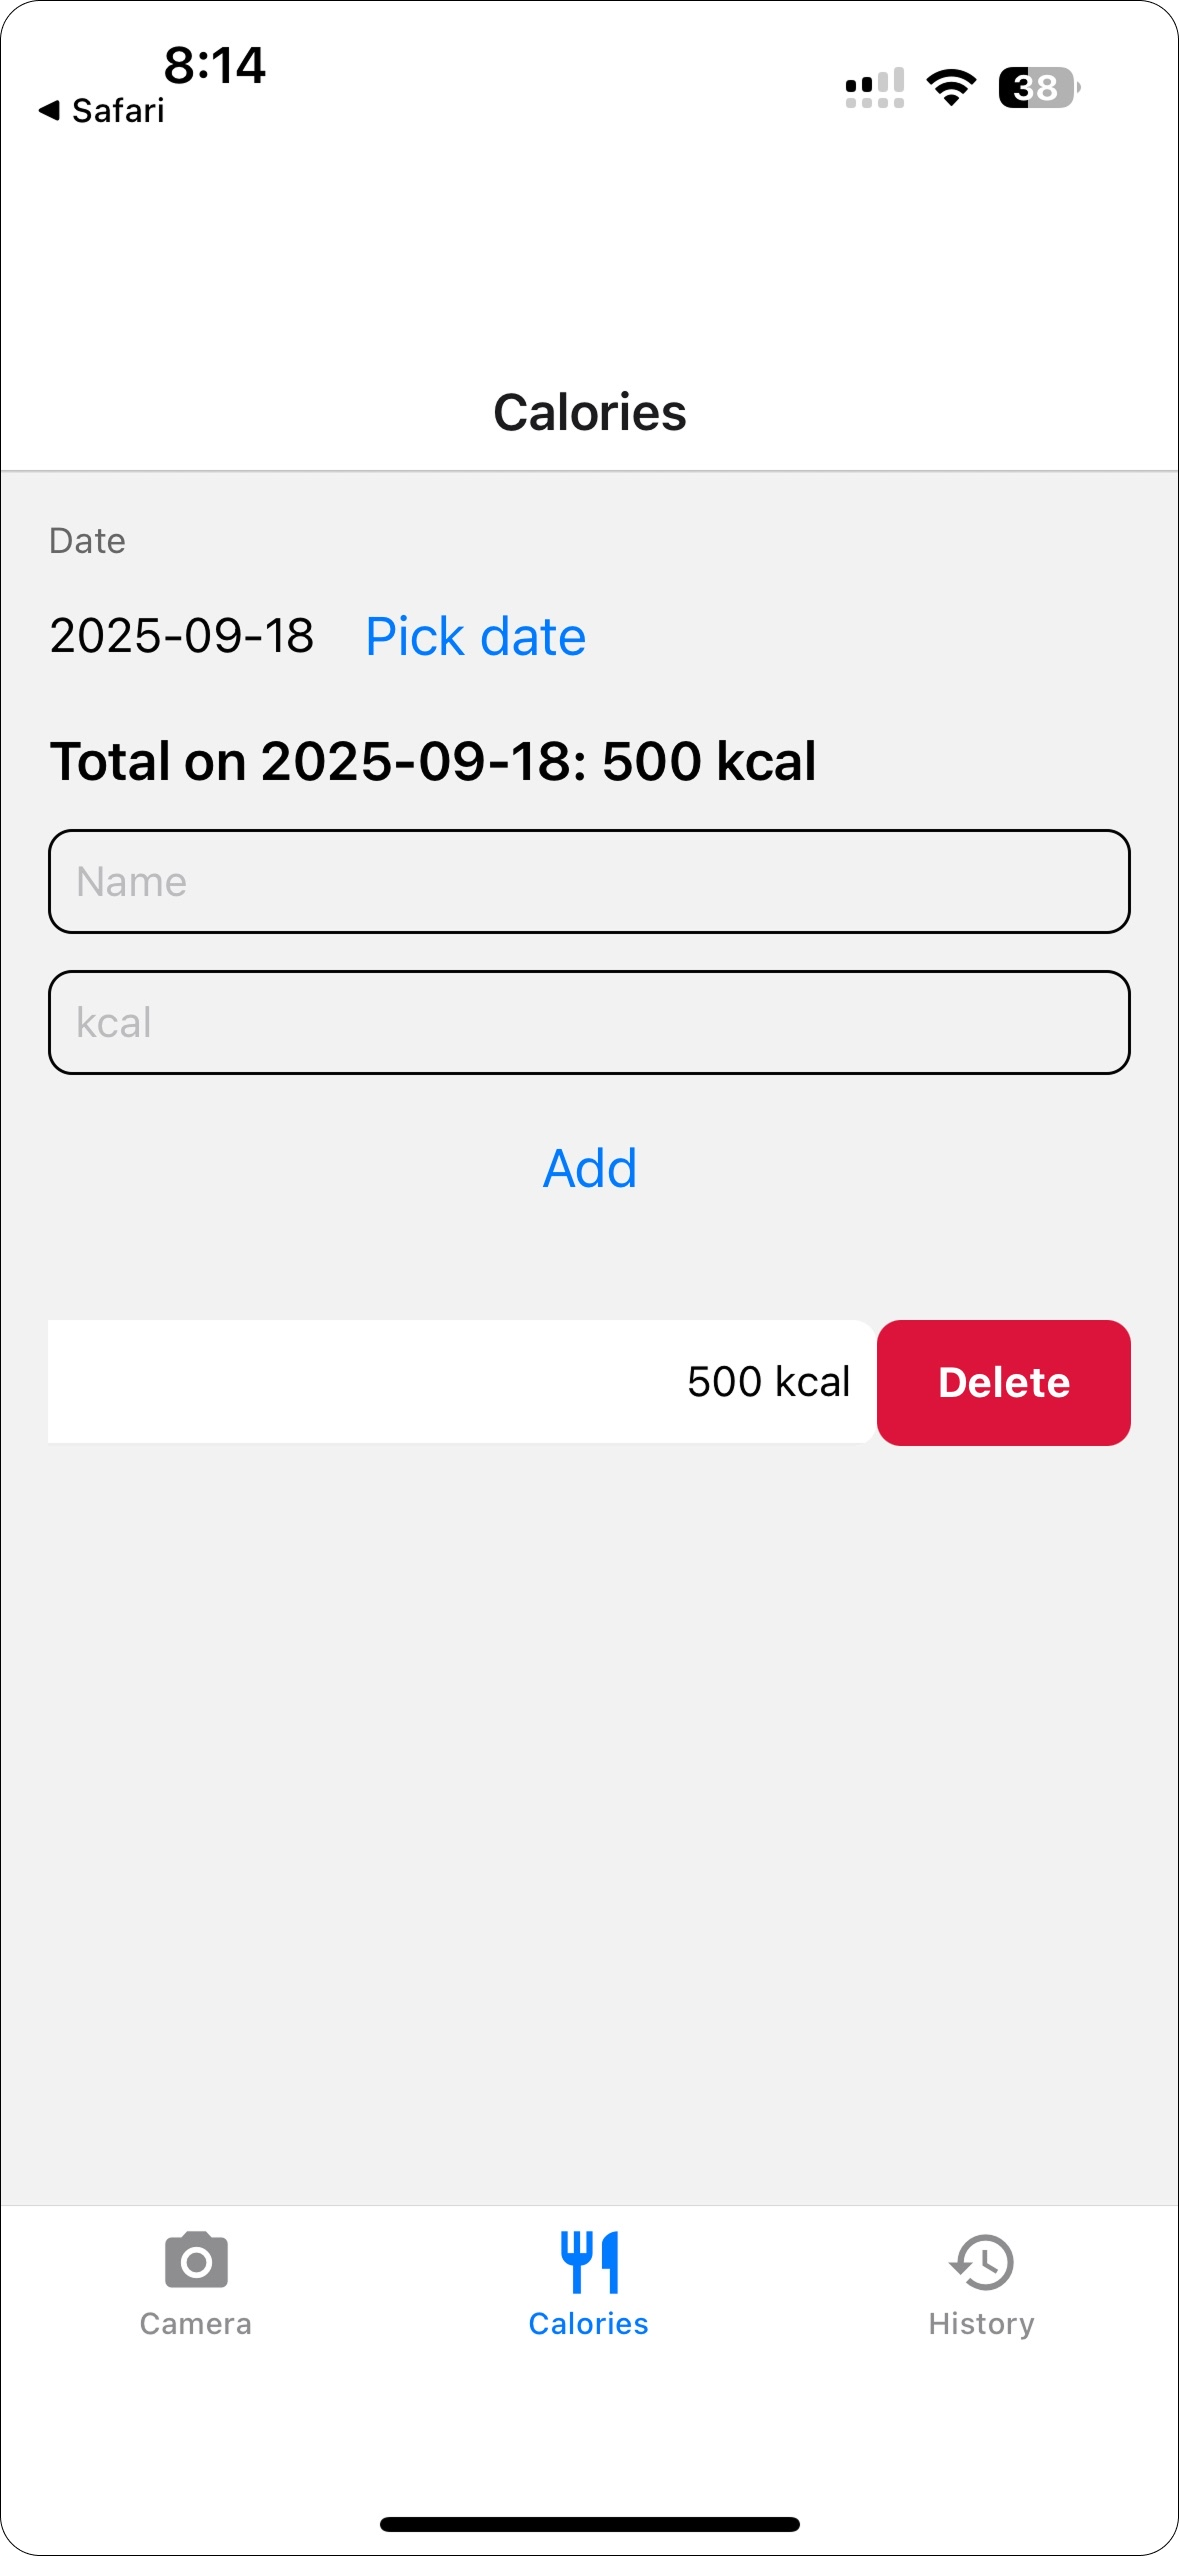 8:14
◀ Safari
38
Calories
Date
2025-09-18 Pick date
Total on 2025-09-18: 500 kcal
Name
kcal
Add
500 kcal Delete
Camera Calories History